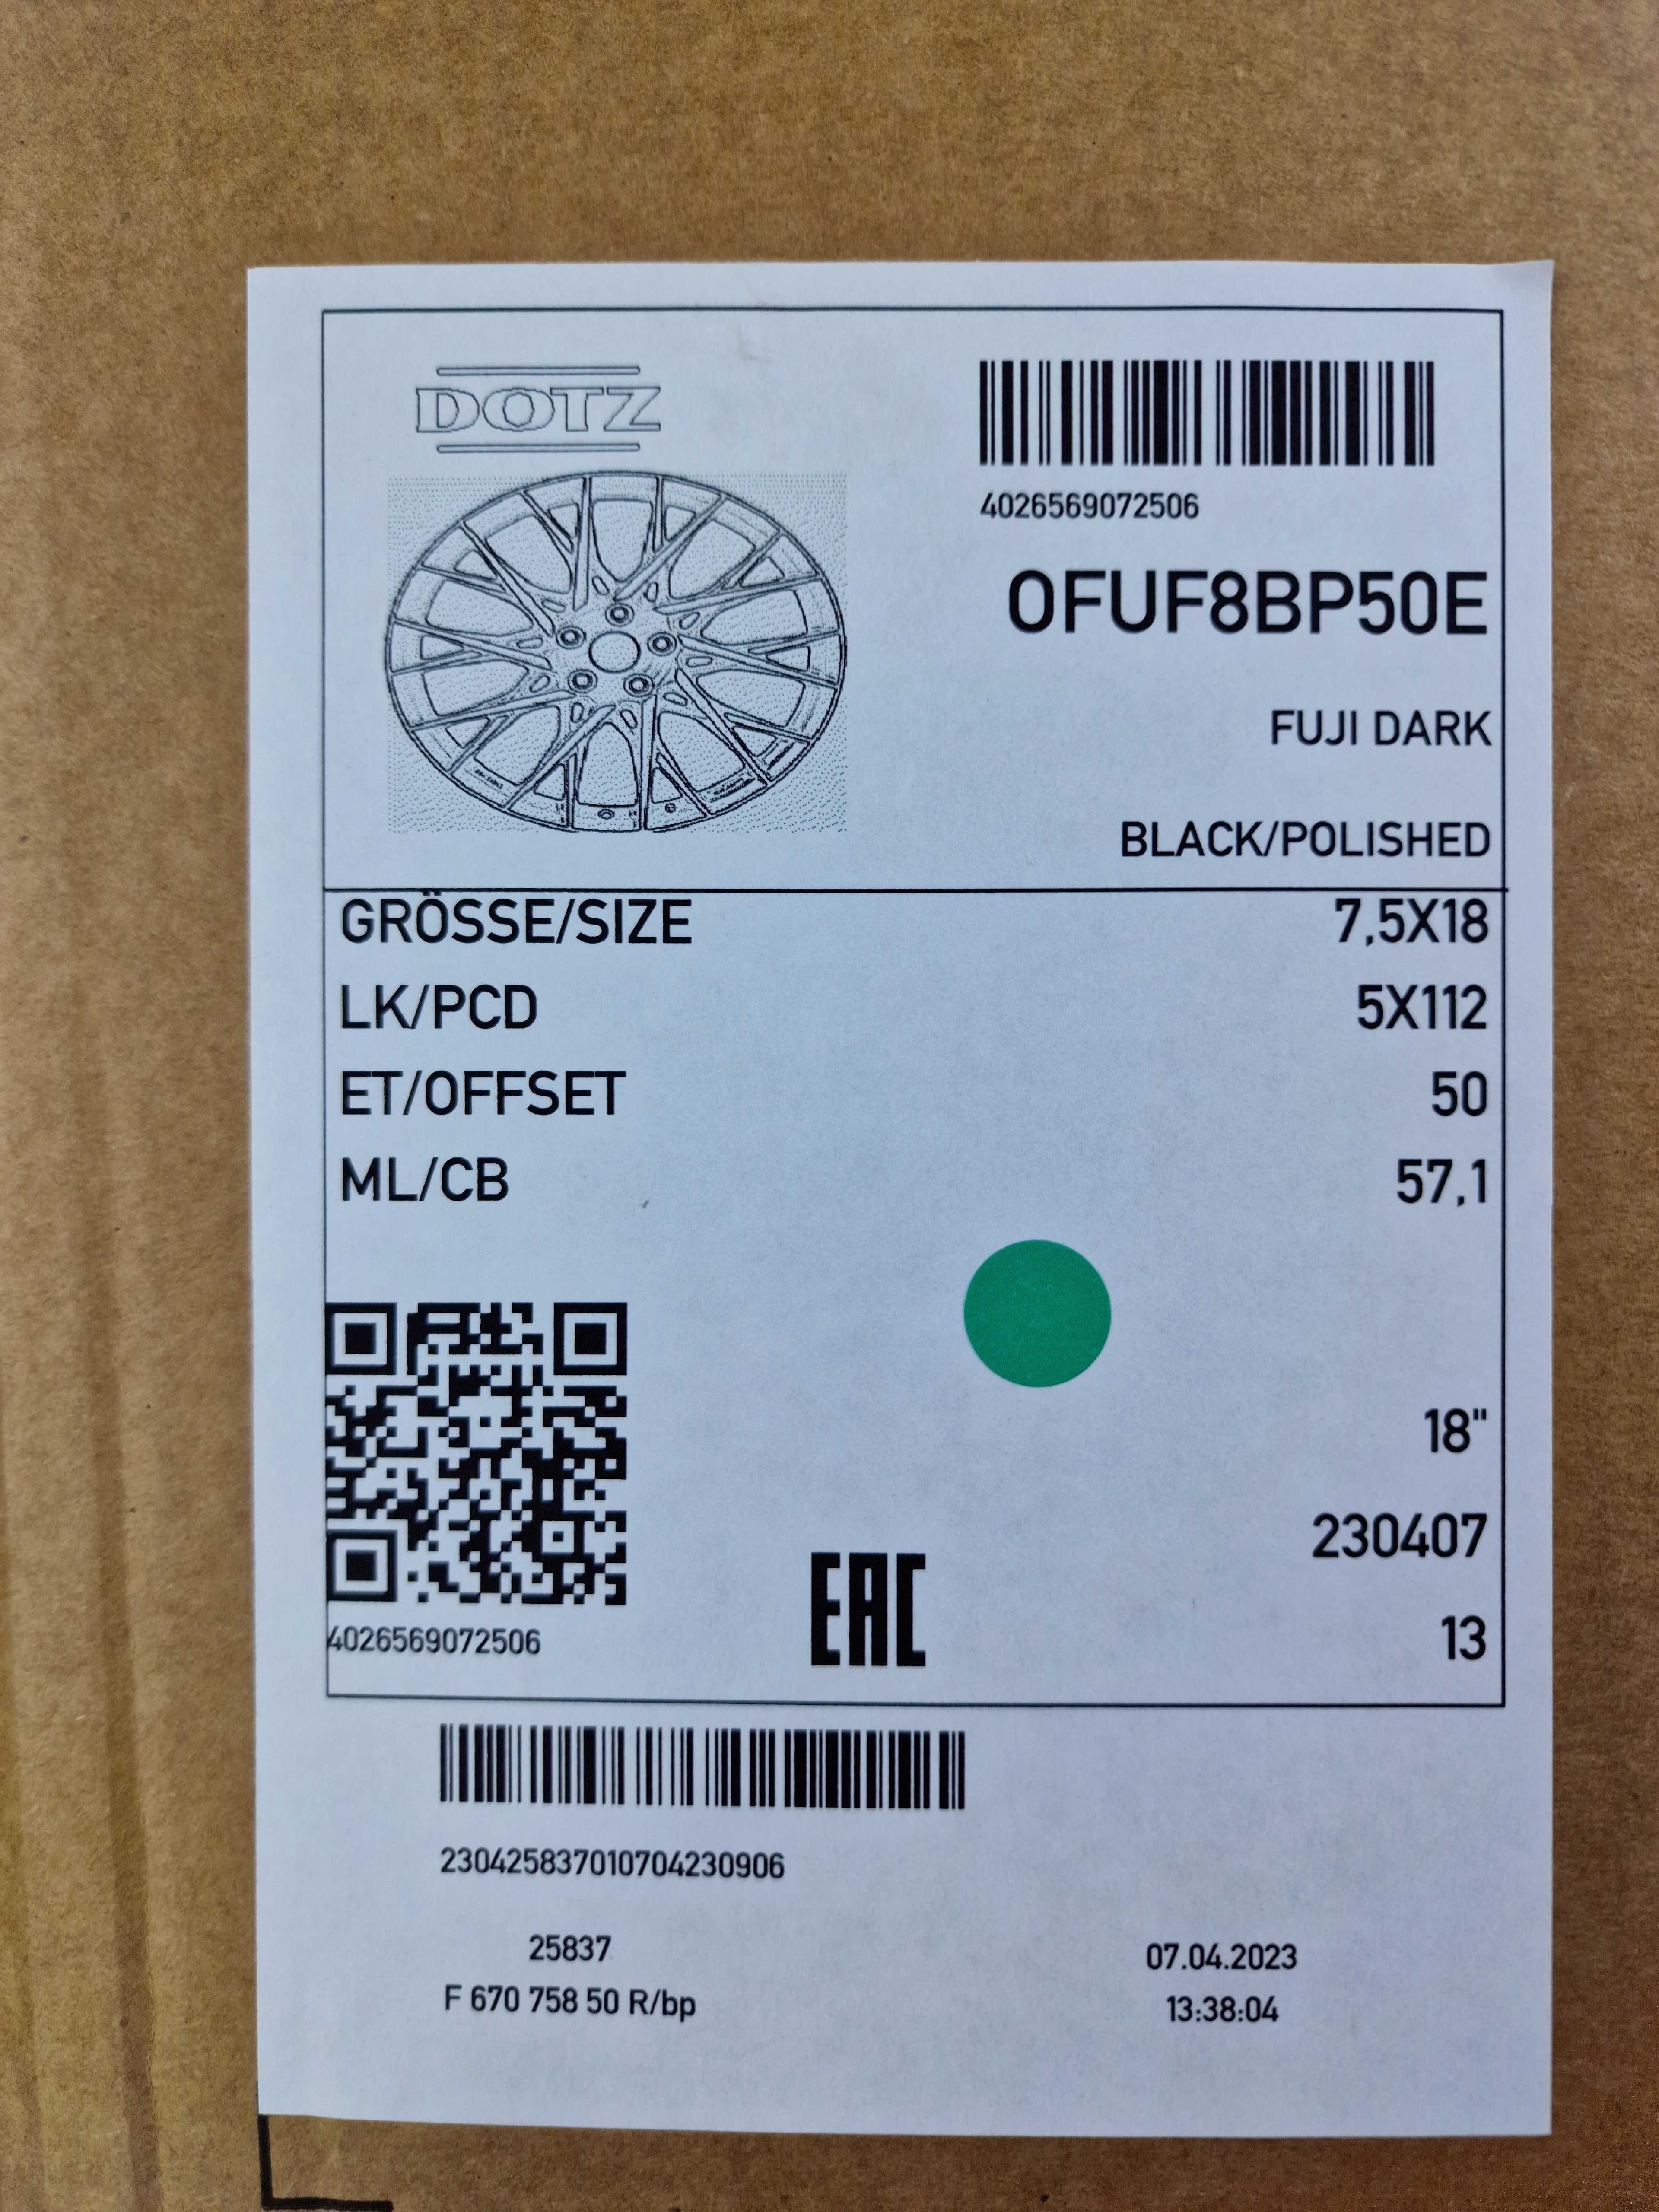 DOTZ
4026569072506
OFUF8BP50E
FUJI DARK
BLACK/POLISHED
GRÖSSE/SIZE 7,5X18
LK/PCD 5X112
ET/OFFSET 50
ML/CB 57,1
18"
230407
EAC
13
4026569072506
230425837010704230906
25837 07.04.2023
F 670 758 50 R/bp 13:38:04